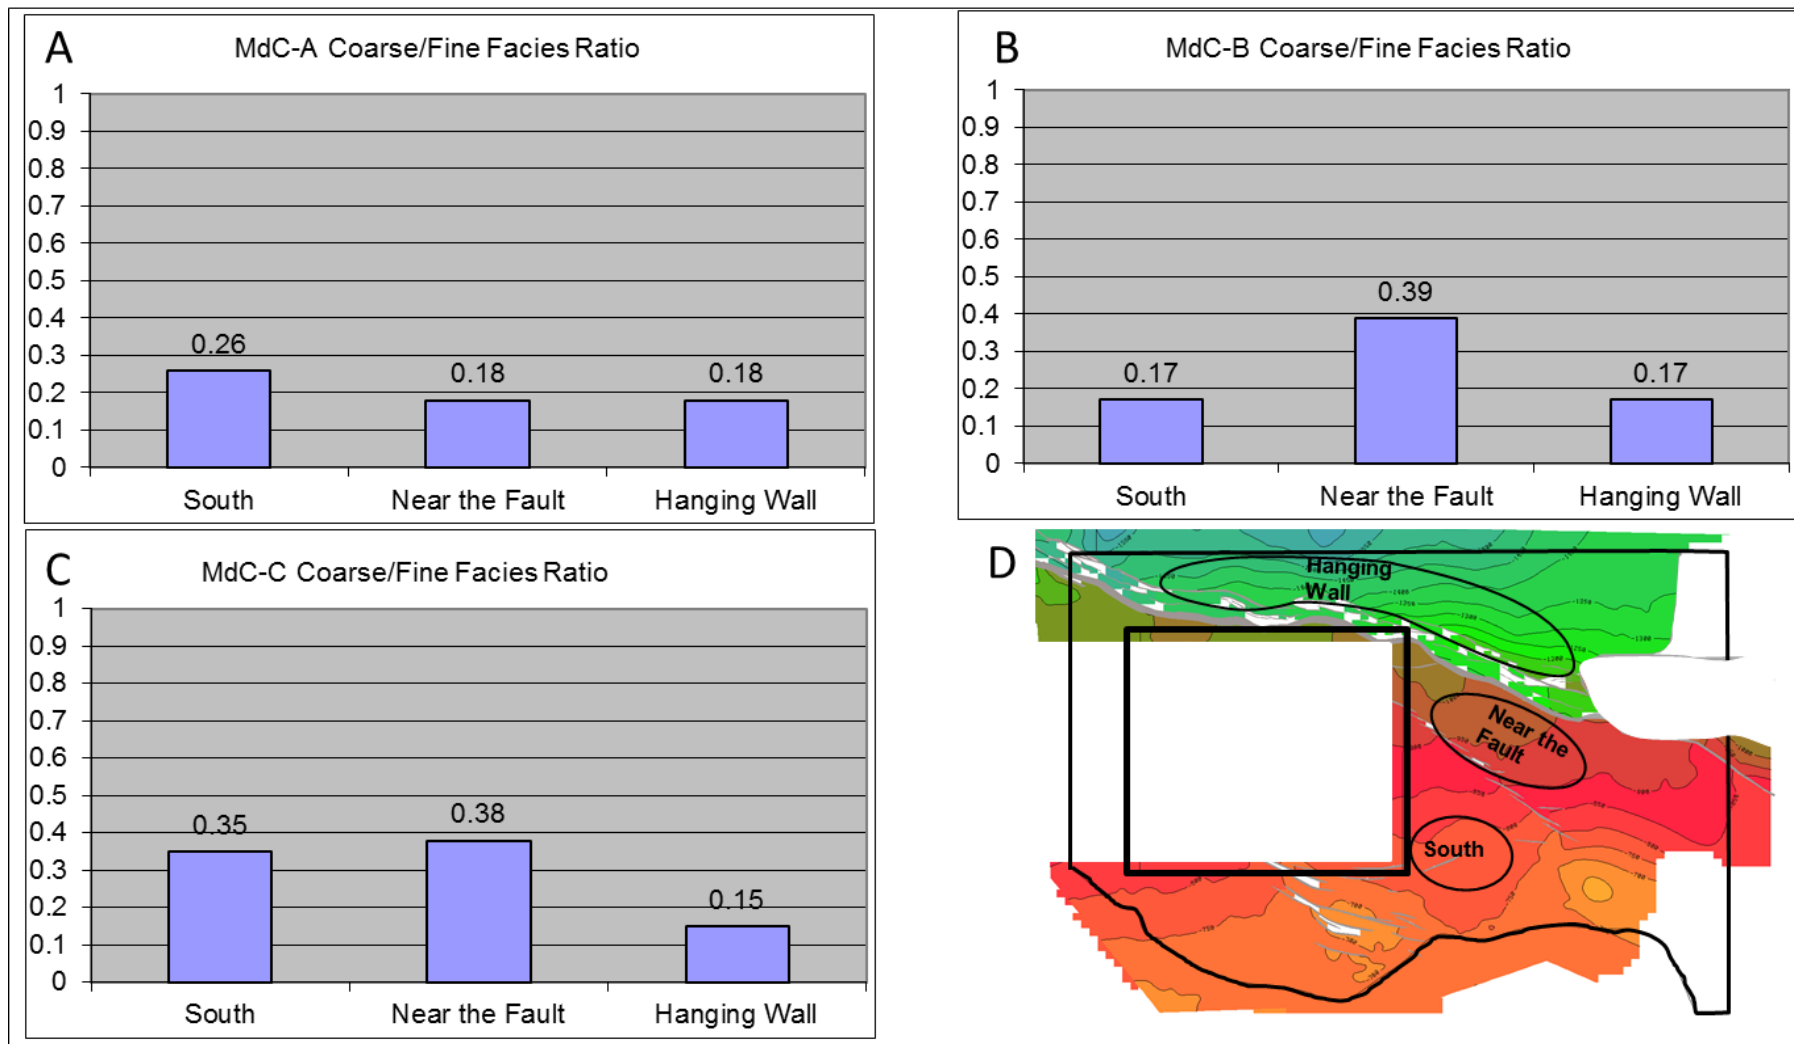 A
MdC-A Coarse/Fine Facies Ratio
1
0.9
0.8
0.7
0.6
0.5
0.4
0.3
0.2
0.1
0
0.26
0.18
0.18
South
Near the Fault
Hanging Wall
B
MdC-B Coarse/Fine Facies Ratio
1
0.9
0.8
0.7
0.6
0.5
0.4
0.3
0.2
0.1
0
0.17
0.39
0.17
South
Near the Fault
Hanging Wall
C
MdC-C Coarse/Fine Facies Ratio
1
0.9
0.8
0.7
0.6
0.5
0.4
0.3
0.2
0.1
0
0.35
0.38
0.15
South
Near the Fault
Hanging Wall
D
Hanging
Wall
Near the
Fault
South